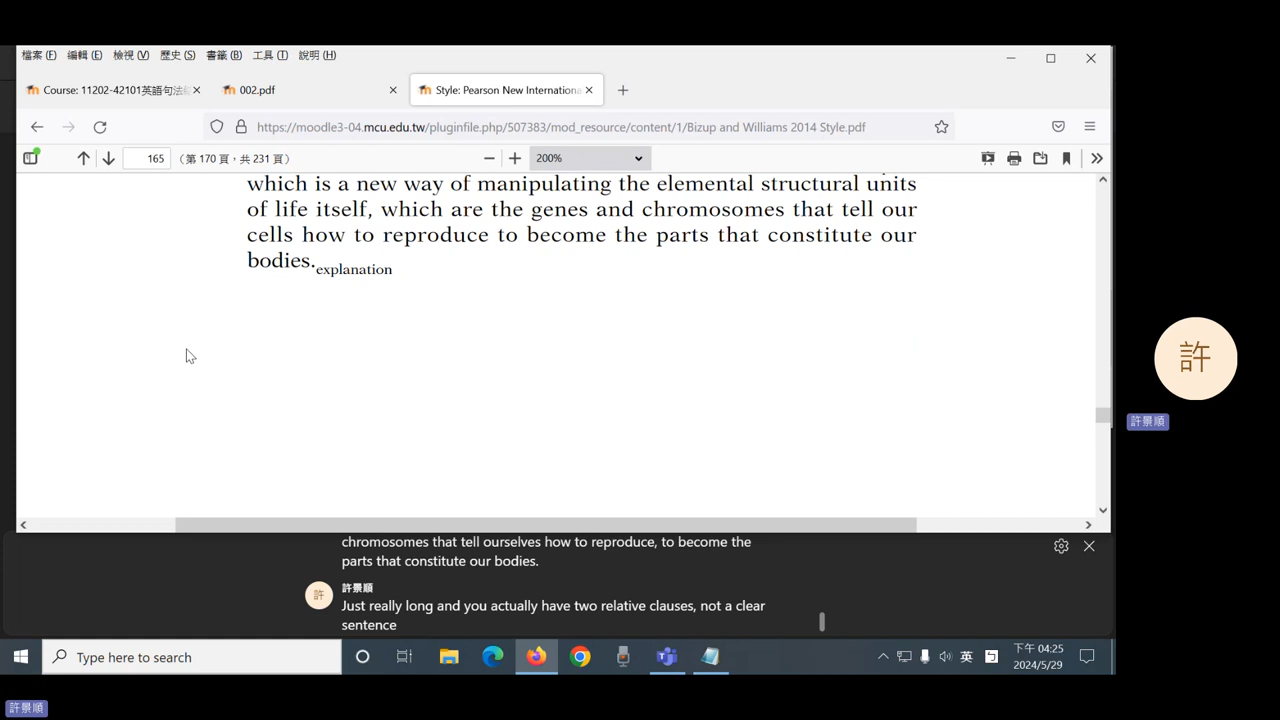 檔案 (F) 編輯 (E) 檢視 (V) 歷史 (S) 書籤 (B) 工具 (T) 說明 (H)
Course: 11202-42101英語句法結
002.pdf
Style: Pearson New Internationa
https://moodle3-04.mcu.edu.tw/pluginfile.php/507383/mod_resource/content/1/Bizup and Williams 2014 Style.pdf
165 (第 170 頁，共 231 頁)
200%
which is a new way of manipulating the elemental structural units
of life itself, which are the genes and chromosomes that tell our
cells how to reproduce to become the parts that constitute our
bodies.explanation
許
許景順
chromosomes that tell ourselves how to reproduce, to become the
parts that constitute our bodies.
許景順
許
Just really long and you actually have two relative clauses, not a clear
sentence
Type here to search
英
下午 04:25
2024/5/29
許景順